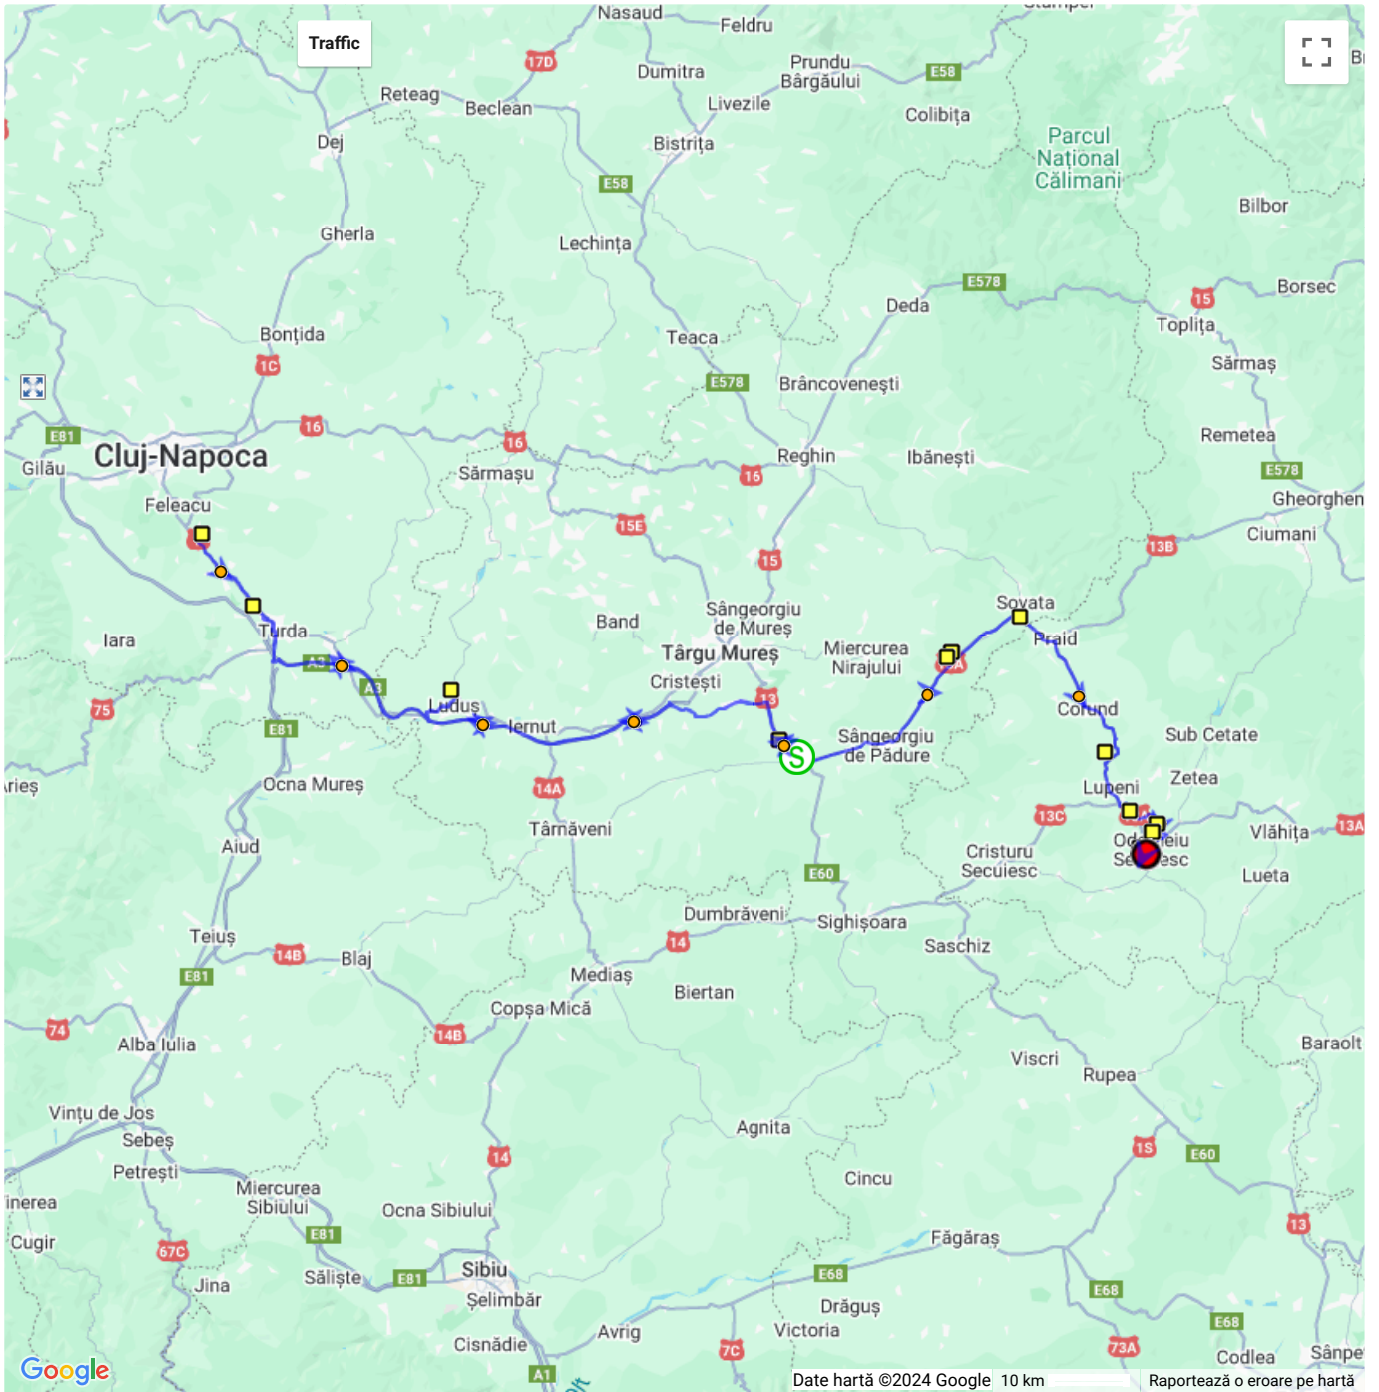 Stumper
Nasaud
Feldru
Traffic
17D
Prundu
Bârgăului
E58
Dumitra
Reteag
Beclean
Livezile
Colibița
Dej
Bistrița
Parcul
Național
Călimani
E58
Bilbor
Gherla
Lechința
E578
Borsec
15
Deda
Toplița
Bonțida
Teaca
1C
Sărmaș
E578
Brâncovenești
16
E81
16
Remetea
Cluj-Napoca
Gilău
Reghin
Ibănești
E578
Sărmașu
16
Gheorghen
Feleacu
15E
Ciumani
13B
15
Sovata
Sângeorgiu
de Mureș
Band
Turda
Iara
Praid
Târgu Mureș
Miercurea
Nirajului
A3
Cristești
A3
13
Luduș
75
Corund
E81
Iernut
Sângeorgiu
de Pădure
Sub Cetate
S
Zetea
Ocna Mureș
14A
Lupeni
rieș
13C
Târnăveni
13A
Vlăhița
Aiud
Cristuru
Secuiesc
E60
Lueta
Dumbrăveni
Sighișoara
Teiuș
14
Saschiz
14B
Blaj
E81
Mediaș
Biertan
Copșa Mică
74
14B
Alba Iulia
Baraolt
Viscri
Rupea
Vințu de Jos
Agnita
Sebeș
1S
E60
Petrești
14
Cincu
Miercurea
Sibiului
inerea
Ocna Sibiului
13
E81
Cugir
Făgăraș
67C
Sibiu
E68
Săliște
E81
Jina
E68
Șelimbăr
Drăguș
E68
Avrig
Victoria
Cisnădie
7C
73A
Codlea
Sânpe
A1
Olt
Google
Date hartă ©2024 Google
10 km
Raportează o eroare pe hartă